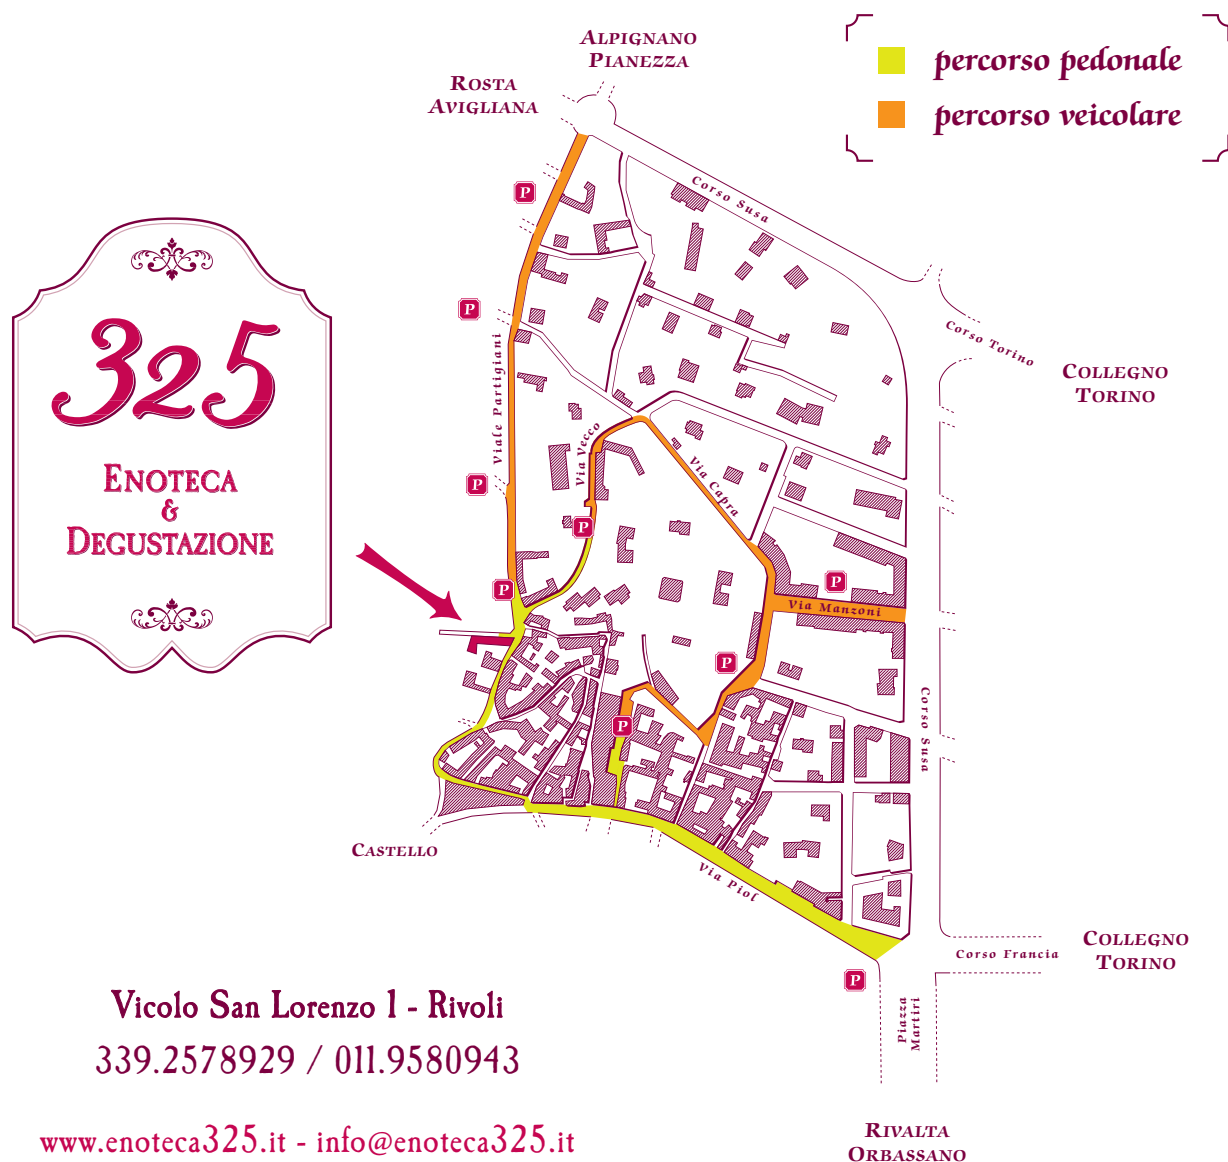 ALPIGNANO
PIANEZZA
ROSTA
AVIGLIANA
percorso pedonale
percorso veicolare
P
Corso Susa
P
Corso Torino
COLLEGNO
TORINO
Viale Partigiani
325
ENOTECA
&
DEGUSTAZIONE
Via Vecco
Via Capra
P
P
P
P
Via Manzoni
P
P
Corso Susa
CASTELLO
Via Piol
COLLEGNO
TORINO
Corso Francia
P
Piazza
Martiri
Vicolo San Lorenzo 1 - Rivoli
339.2578929 / 011.9580943
www.enoteca325.it - info@enoteca325.it
RIVALTA
ORBASSANO